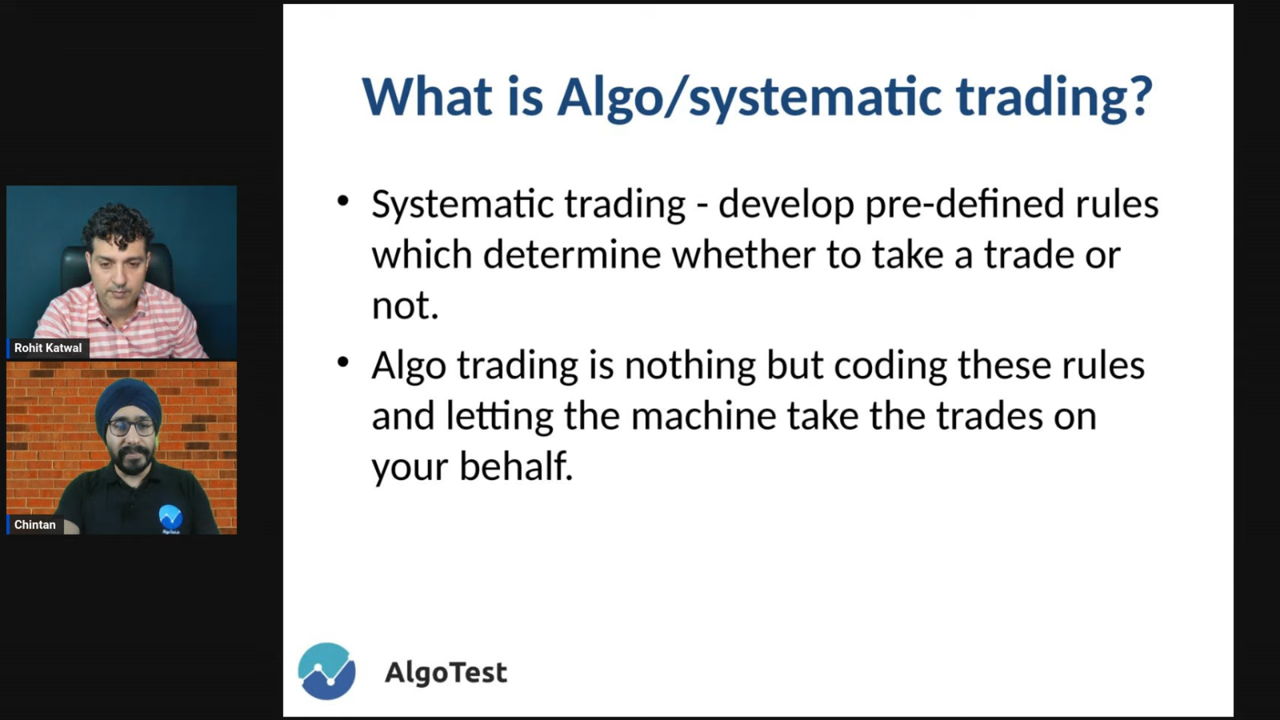 What is Algo/systematic trading?
• Systematic trading - develop pre-defined rules
which determine whether to take a trade or
not.
• Algo trading is nothing but coding these rules
and letting the machine take the trades on
your behalf.
Rohit Katwal
Chintan
AlgoTest